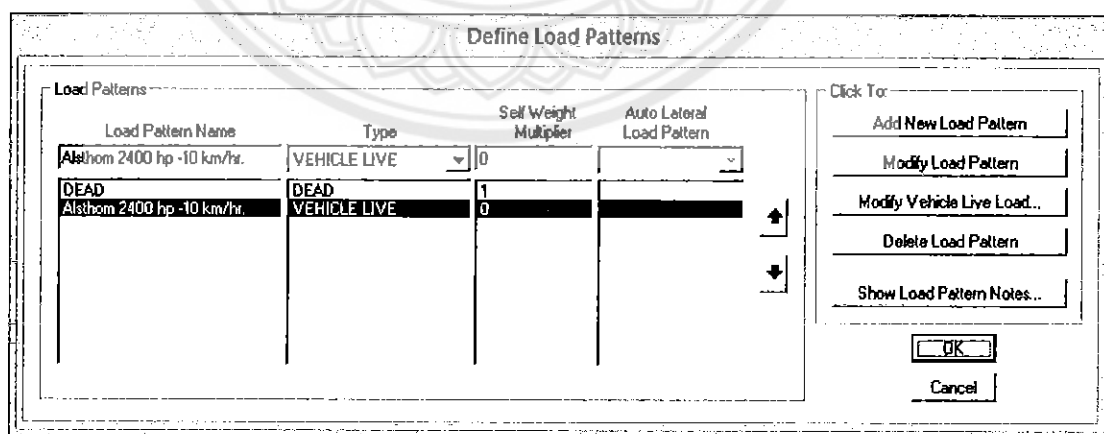 Define Load Patterns
Load Patterns
Click To:
Load Pattern Name
Type
Self Weight
Multiplier
Auto Lateral
Load Pattern
Alsthom 2400 hp -10 km/hr.
VEHICLE LIVE
0
DEAD
DEAD
1
Alsthom 2400 hp -10 km/hr.
VEHICLE LIVE
0
Add New Load Pattern
Modify Load Pattern
Modify Vehicle Live Load...
Delete Load Pattern
Show Load Pattern Notes...
OK
Cancel